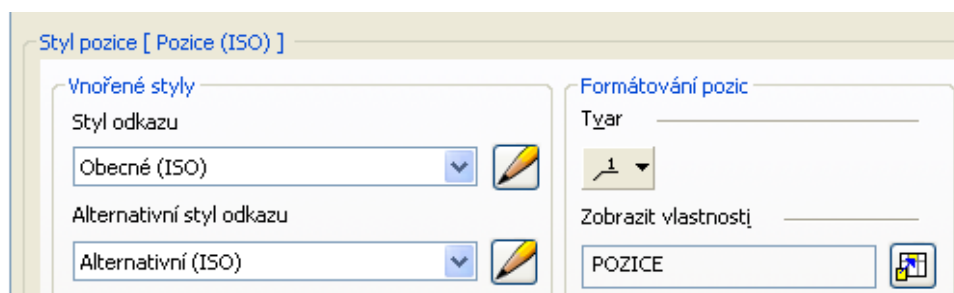 Styl pozice [ Pozice (ISO) ]
Vnořené styly
Styl odkazu
Obecné (ISO)
Alternativní styl odkazu
Alternativní (ISO)
Formátování pozic
Tvar
1
Zobrazit vlastnosti
POZICE